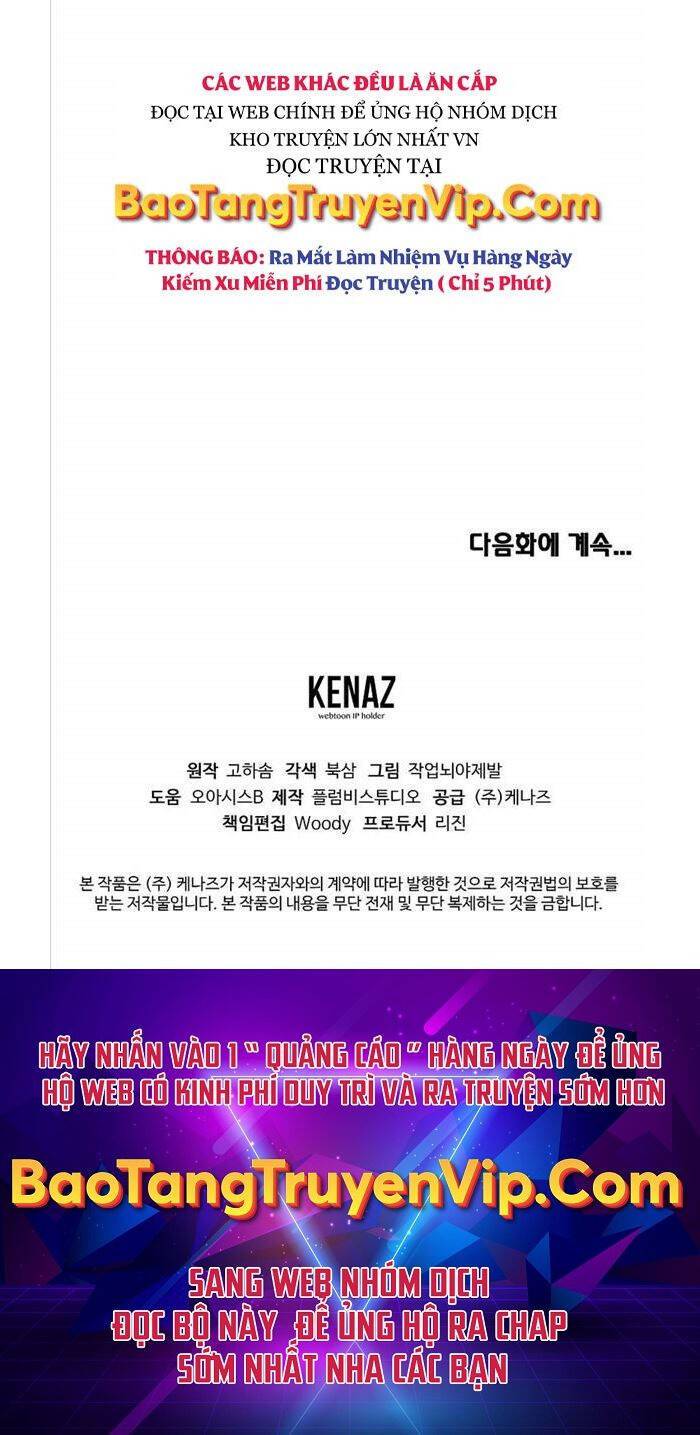 CÁC WEB KHÁC ĐỀU LÀ ĂN CẮP
ĐỌC TẠI WEB CHÍNH ĐỂ ỦNG HỘ NHÓM DỊCH
KHO TRUYỆN LỚN NHẤT VN
ĐỌC TRUYỆN TẠI
BaoTangTruyenVip.Com
THÔNG BÁO: Ra Mắt Làm Nhiệm Vụ Hàng Ngày
Kiếm Xu Miễn Phí Đọc Truyện ( Chỉ 5 Phút)
다음화에 계속...
KENAZ
webtoon IP holder
원작 고하솜 각색 북삼 그림 작업뇌야제발
도움 오아시스B 제작 플럼비스튜디오 공급 (주)케나즈
책임편집 Woody 프로듀서 리진
본 작품은 (주) 케나즈가 저작권자와의 계약에 따라 발행한 것으로 저작권법의 보호를
받는 저작물입니다. 본 작품의 내용을 무단 전재 및 무단 복제하는 것을 금합니다.
HÃY NHẤN VÀO 1 “ QUẢNG CÁO ” HÀNG NGÀY ĐỂ ỦNG
HỘ WEB CÓ KINH PHÍ DUY TRÌ VÀ RA TRUYỆN SỚM HƠN
BaoTangTruyenVip.Com
SANG WEB NHÓM DỊCH
ĐỌC BỘ NÀY ĐỂ ỦNG HỘ RA CHAP
SỚM NHẤT NHA CÁC BẠN